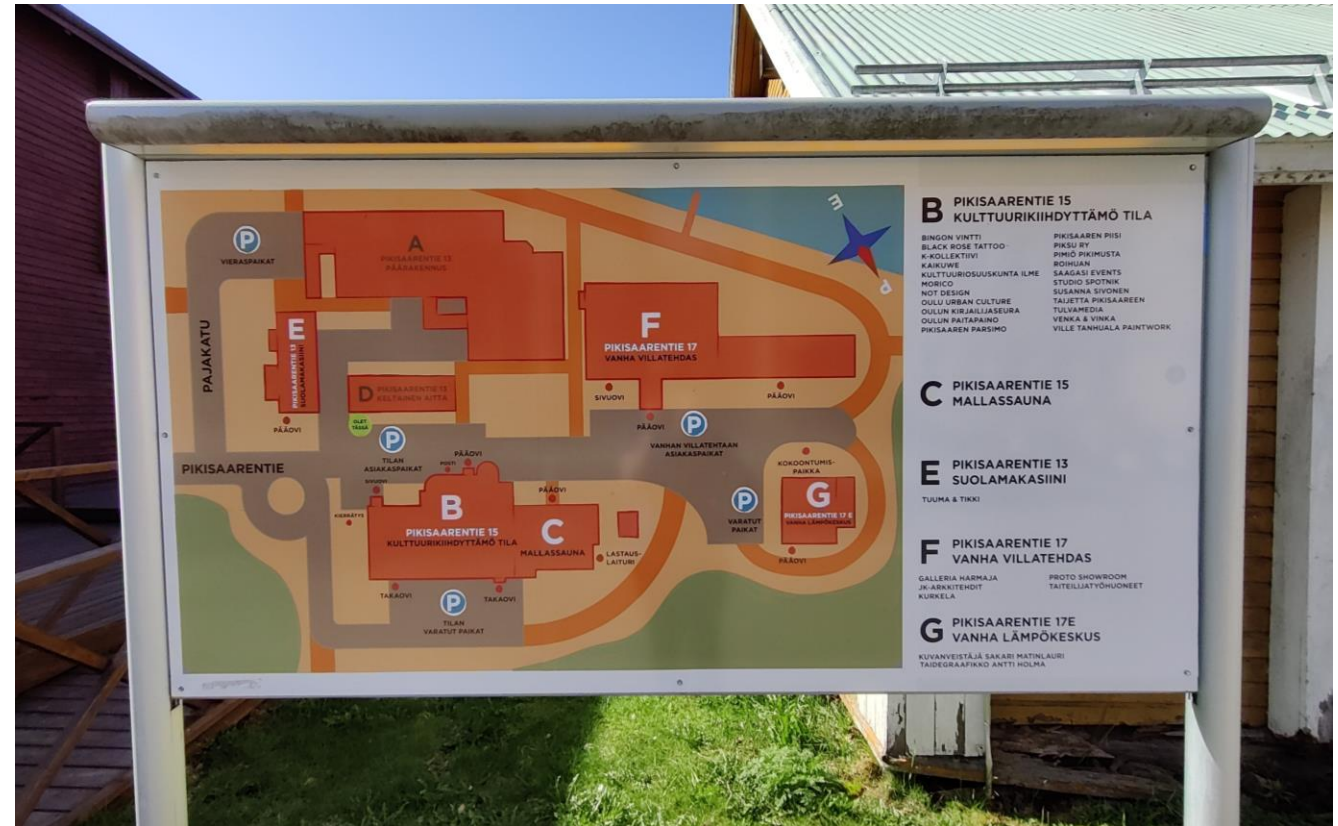 P
VIERASPAIKAT
A
PIKISAARENTIE 13
PÄÄRAKENNUS
E
P
PAJAKATU
E
PIKISAARENTIE 13
SUOLAMAKASIINI
PÄÄOVI
F
PIKISAARENTIE 17
VANHA VILLATEHDAS
SIVUOVI
PÄÄOVI
PÄÄOVI
D
PIKISAARENTIE 13
KELTAINEN AITTA
OLET
TÄSSÄ
P
TILAN
ASIAKASPAIKAT
P
VANHAN VILLATEHTAAN
ASIAKASPAIKAT
PIKISAARENTIE
SIVUOVI
POSTI
PÄÄOVI
KIERRÄTYS
B
PIKISAARENTIE 15
KULTTUURIKIIHDYTTÄMÖ TILA
PÄÄOVI
C
MALLASSAUNA
LASTAUS-
LAITURI
P
VARATUT
PAIKAT
KOKOONTUMIS-
PAIKKA
G
PIKISAARENTIE 17 E
VANHA LÄMPÖKESKUS
PÄÄOVI
TAKAOVI
TAKAOVI
P
TILAN
VARATUT PAIKAT
B PIKISAARENTIE 15
KULTTUURIKIIHDYTTÄMÖ TILA
BINGON VINTTI
BLACK ROSE TATTOO
K-KOLLEKTIIVI
KAIKUWE
KULTTUURIOSUUSKUNTA ILME
MORICO
NOT DESIGN
OULU URBAN CULTURE
OULUN KIRJAILIJASEURA
OULUN PAITAPAINO
PIKISAAREN PARSIMO
PIKISAAREN PIISI
PIKSU RY
PIMIÖ PIKIMUSTA
ROIHUAN
SAAGASI EVENTS
STUDIO SPOTNIK
SUSANNA SIVONEN
TAIJETTA PIKISAAREEN
TULVAMEDIA
VENKA & VINKA
VILLE TANHUALA PAINTWORK
C PIKISAARENTIE 15
MALLASSAUNA
E PIKISAARENTIE 13
SUOLAMAKASIINI
TUUMA & TIKKI
F PIKISAARENTIE 17
VANHA VILLATEHDAS
GALLERIA HARMAJA
JK-ARKKITEHDIT
KURKELA
PROTO SHOWROOM
TAITEILIJATYÖHUONEET
G PIKISAARENTIE 17E
VANHA LÄMPÖKESKUS
KUVANVEISTÄJÄ SAKARI MATINLAURI
TAIDEGRAAFIKKO ANTTI HOLMA